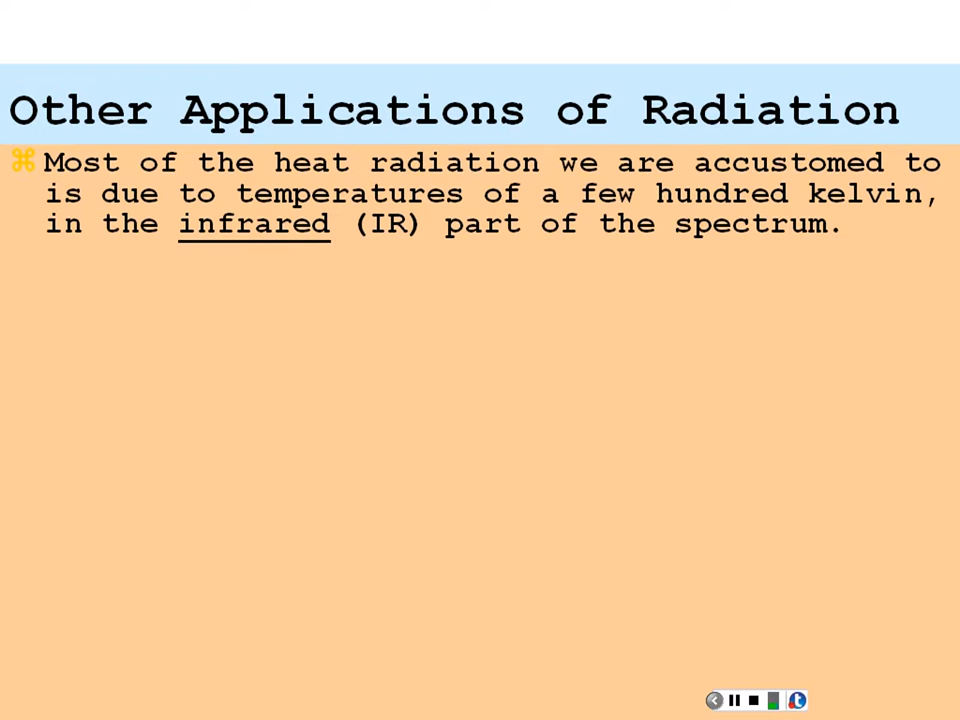 Other Applications of Radiation
⌘Most of the heat radiation we are accustomed to
is due to temperatures of a few hundred kelvin,
in the infrared (IR) part of the spectrum.